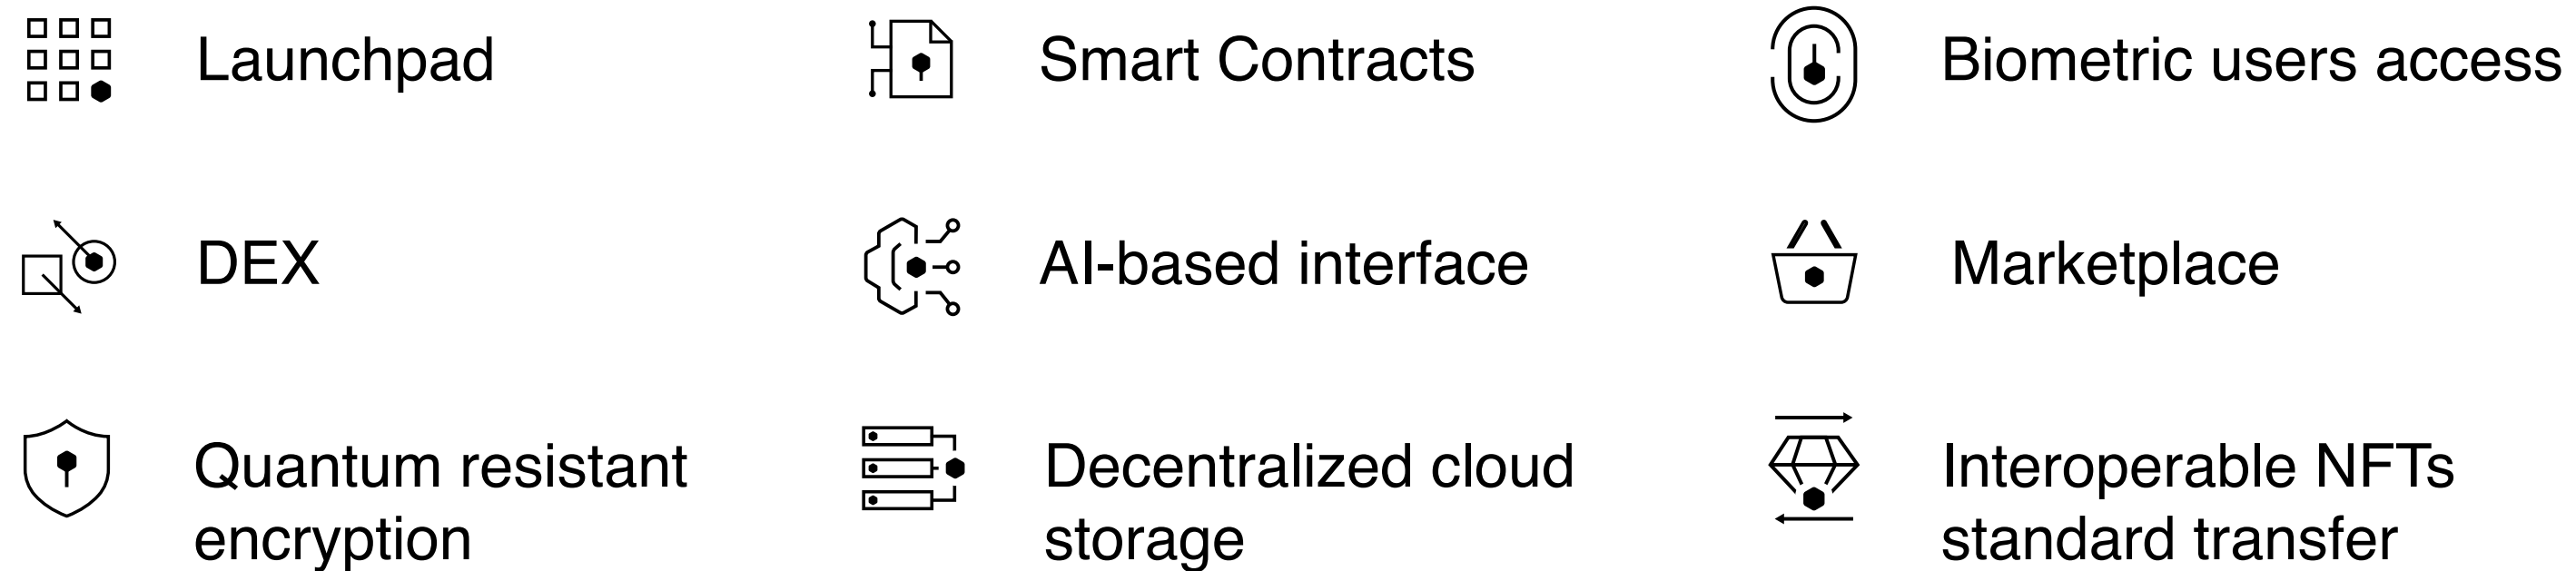 Launchpad
Smart Contracts
Biometric users access
DEX
AI-based interface
Marketplace
Quantum resistant
encryption
Decentralized cloud
storage
Interoperable NFTs
standard transfer